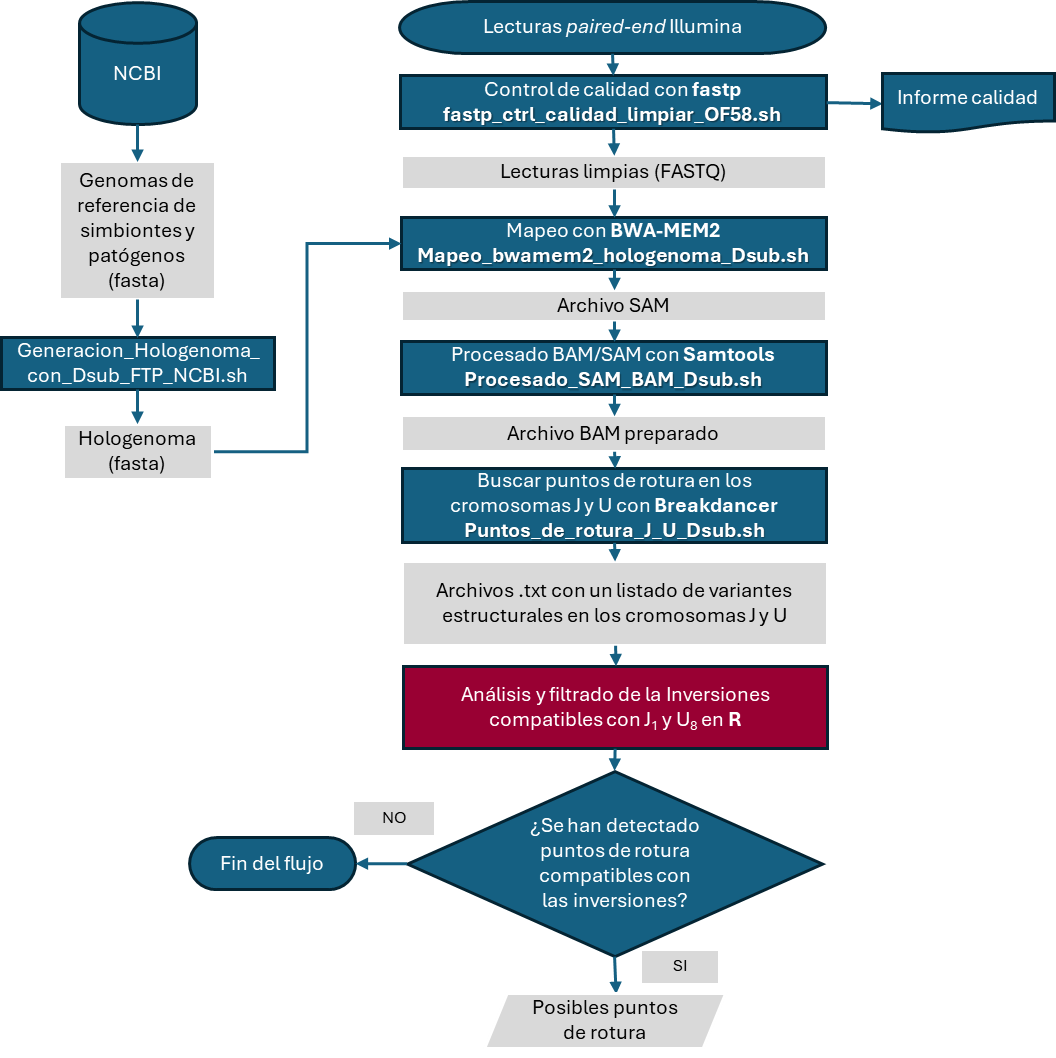 NCBI
Genomas de
referencia de
simbiontes y
patógenos
(fasta)
Generacion_Hologenoma_
con_Dsub_FTP_NCBI.sh
Hologenoma
(fasta)
Lecturas paired-end Illumina
Control de calidad con fastp
fastp_ctrl_calidad_limpiar_OF58.sh
Informe calidad
Lecturas limpias (FASTQ)
Mapeo con BWA-MEM2
Mapeo_bwamem2_hologenoma_Dsub.sh
Archivo SAM
Procesado BAM/SAM con Samtools
Procesado_SAM_BAM_Dsub.sh
Archivo BAM preparado
Buscar puntos de rotura en los
cromosomas J y U con Breakdancer
Puntos_de_rotura_J_U_Dsub.sh
Archivos .txt con un listado de variantes
estructurales en los cromosomas J y U
Análisis y filtrado de la Inversiones
compatibles con J₁ y U₈ en R
¿Se han detectado
puntos de rotura
compatibles con
las inversiones?
NO
Fin del flujo
SI
Posibles puntos
de rotura